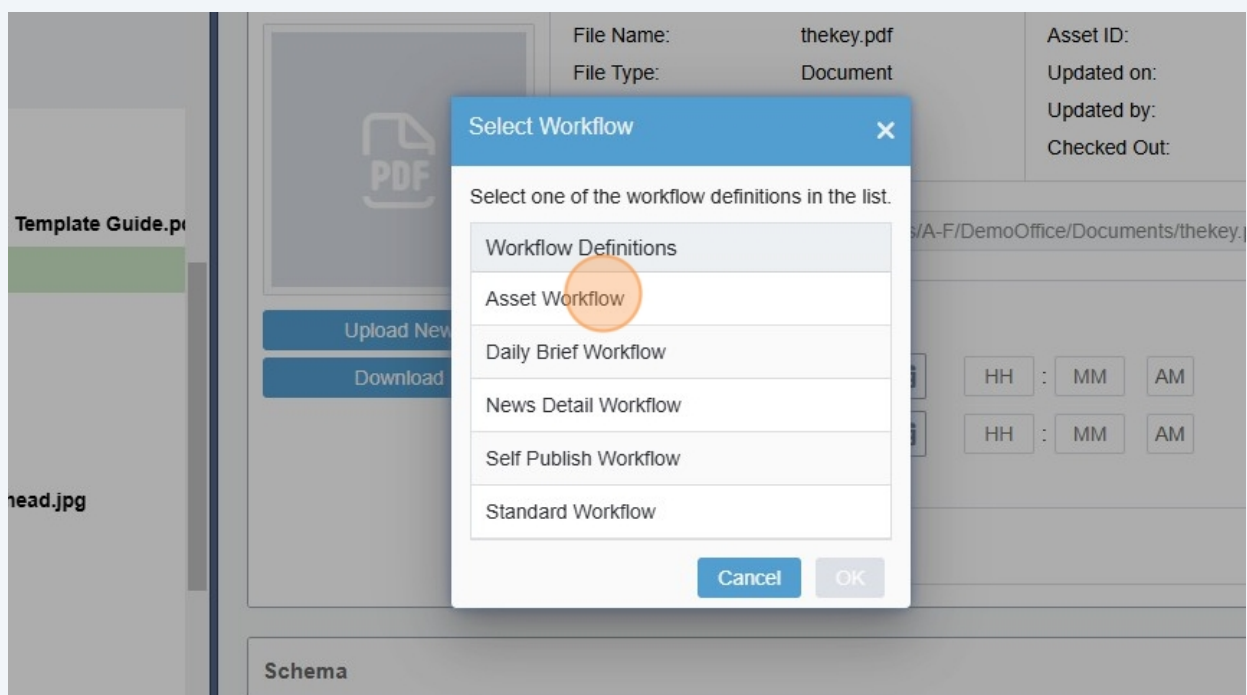 File Name: thekey.pdf Asset ID:
File Type: Document Updated on:
Updated by:
Checked Out:
PDF
Select Workflow
Select one of the workflow definitions in the list.
Template Guide
Workflow Definitions
/A-F/DemoOffice/Documents/thekey.
Asset Workflow
Upload New
Daily Brief Workflow
Download
HH : MM AM
News Detail Workflow
HH : MM AM
Self Publish Workflow
head.jpg
Standard Workflow
Cancel OK
Schema